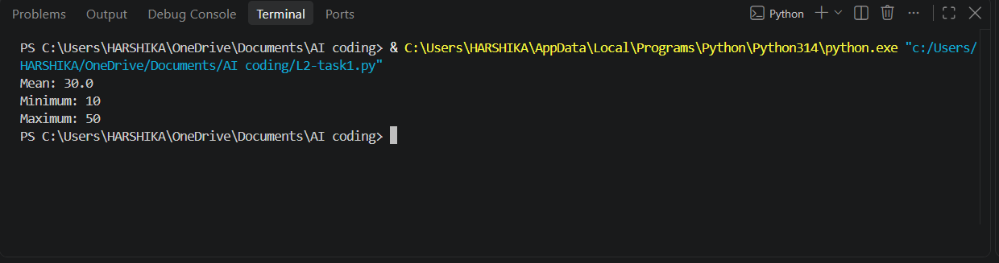 Problems Output Debug Console Terminal Ports Python
PS C:\Users\HARSHIKA\OneDrive\Documents\AI coding> & C:\Users\HARSHIKA\AppData\Local\Programs\Python\Python314\python.exe "c:/Users/
HARSHIKA/OneDrive/Documents/AI coding/L2-task1.py"
Mean: 30.0
Minimum: 10
Maximum: 50
PS C:\Users\HARSHIKA\OneDrive\Documents\AI coding>